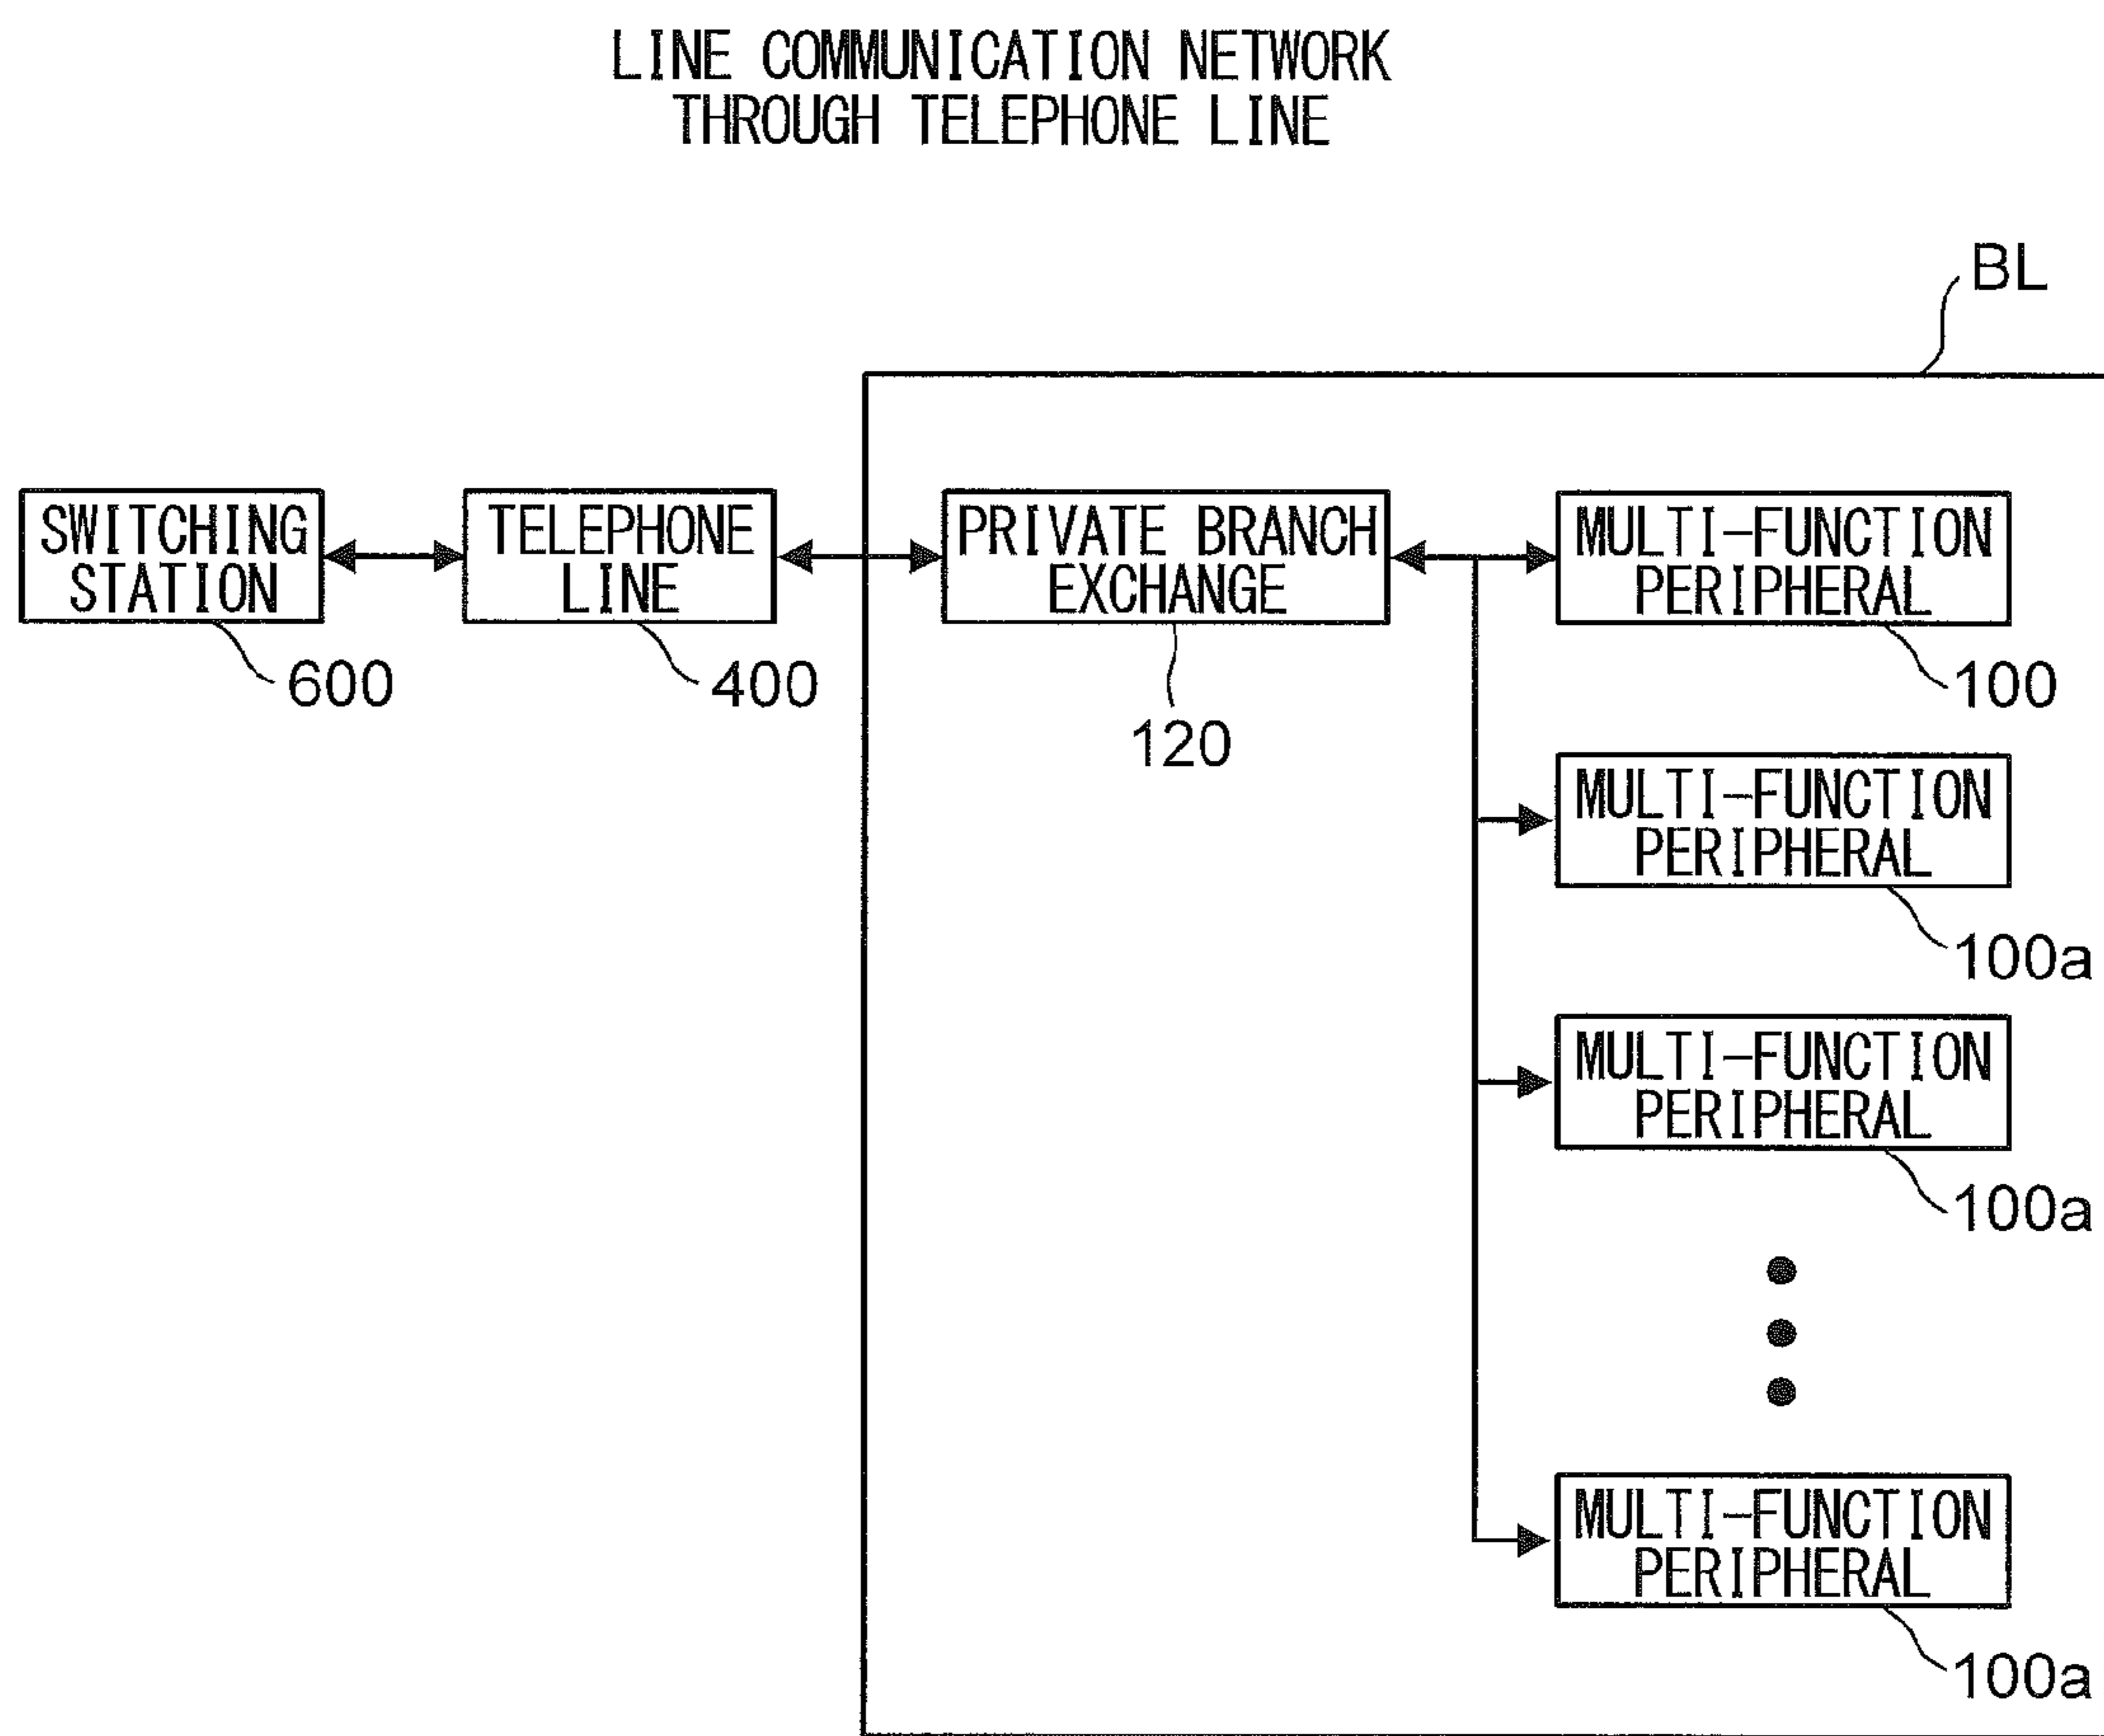 LINE COMMUNICATION NETWORK
THROUGH TELEPHONE LINE
BL
SWITCHING
STATION
600
TELEPHONE
LINE
400
PRIVATE BRANCH
EXCHANGE
120
MULTI-FUNCTION
PERIPHERAL
100
MULTI-FUNCTION
PERIPHERAL
100a
MULTI-FUNCTION
PERIPHERAL
100a
MULTI-FUNCTION
PERIPHERAL
100a